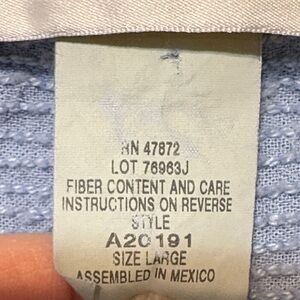 RN 47872
LOT 76963J
FIBER CONTENT AND CARE
INSTRUCTIONS ON REVERSE
STYLE
A20191
SIZE LARGE
ASSEMBLED IN MEXICO